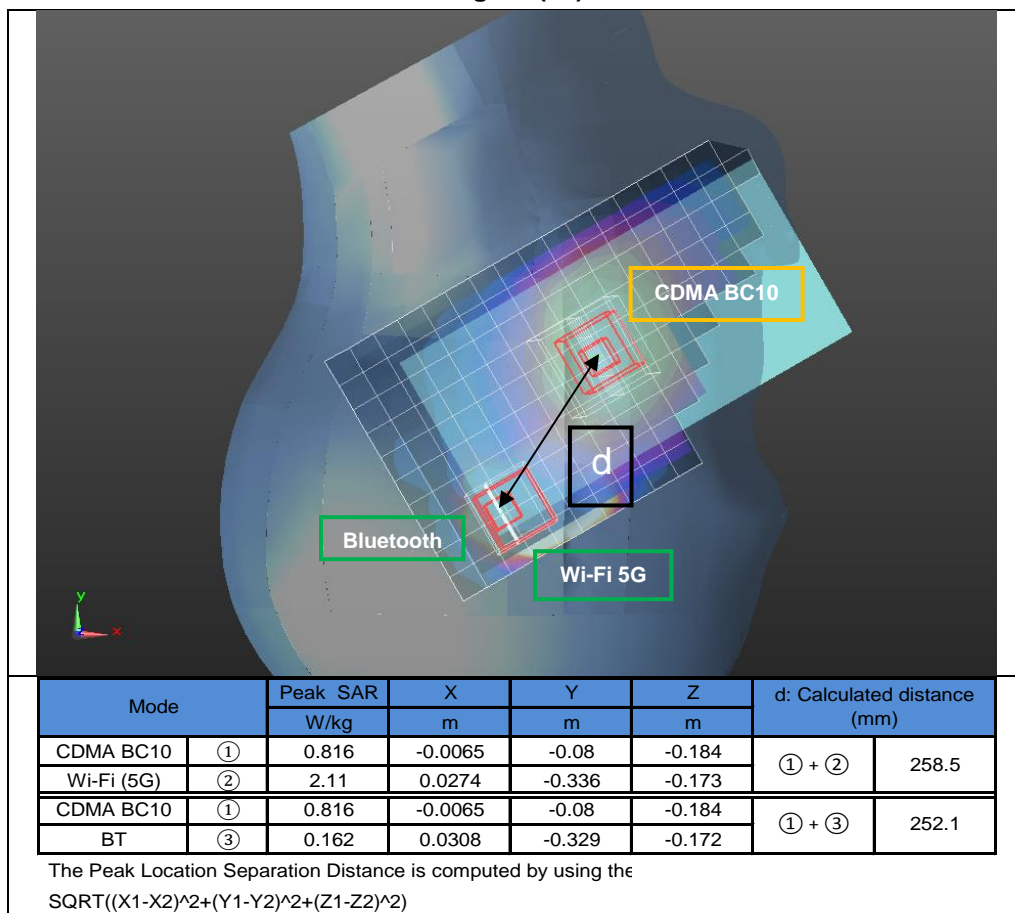 CDMA BC10
d
Bluetooth
Wi-Fi 5G
y
x
Mode Peak SAR X Y Z d: Calculated distance (mm)
W/kg m m m
CDMA BC10 ① 0.816 -0.0065 -0.08 -0.184 ① + ② 258.5
Wi-Fi (5G) ② 2.11 0.0274 -0.336 -0.173
CDMA BC10 ① 0.816 -0.0065 -0.08 -0.184 ① + ③ 252.1
BT ③ 0.162 0.0308 -0.329 -0.172
The Peak Location Separation Distance is computed by using the
SQRT((X1-X2)^2+(Y1-Y2)^2+(Z1-Z2)^2)